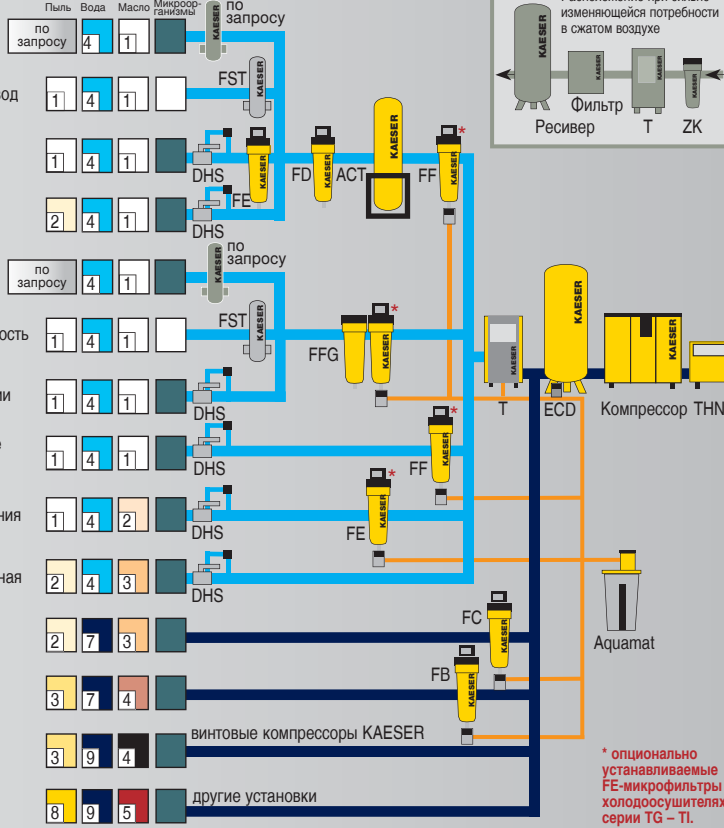 Пыль Вода Масло Микроор-
ганизмы
по
запросу
4 1
KAESER
по
запросу
изменяющейся потребности
в сжатом воздухе
KAESER
KAESER
Фильтр
Ресивер T ZK
вод
1 4 1
FST
KAESER
1 4 1
DHS
FE
KAESER
FD
KAESER
ACT
KAESER
FF
KAESER
*
2 4 1
DHS
по
запросу
4 1
KAESER
по
запросу
ность
1 4 1
FST
KAESER
FFG
KAESER
*
T
KAESER
ECD
KAESER
Компрессор
KAESER
THN
ии
1 4 1
DHS
е
1 4 1
DHS
FF
KAESER
*
ния
1 4 2
DHS
FE
KAESER
*
ная
2 4 3
DHS
Aquamat
2 7 3
FC
KAESER
3 7 4
FB
KAESER
3 9 4
винтовые компрессоры KAESER
8 9 5
другие установки
* опционально
устанавливаемые
FE-микрофильтры
холодоосушителях
серии TG – TI.